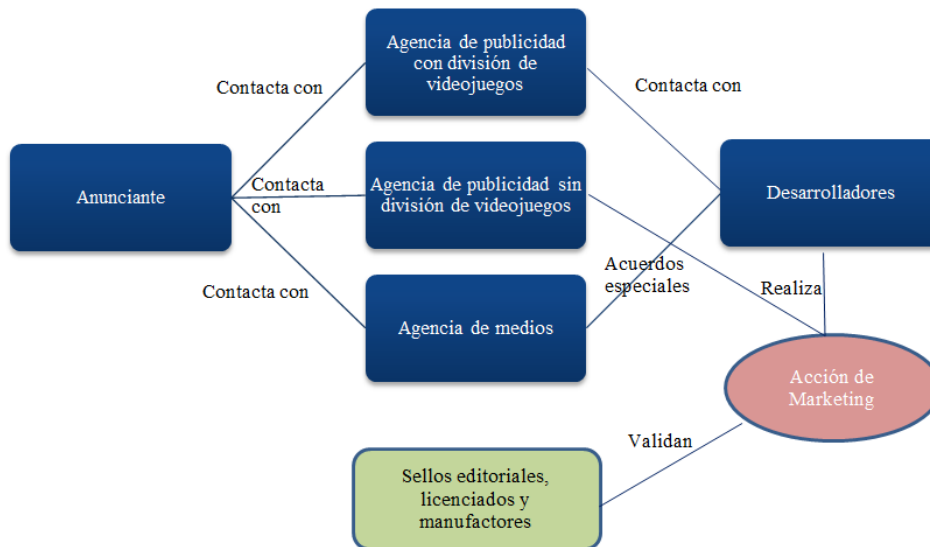 Agencia de publicidad
con división de
videojuegos
Contacta con
Contacta con
Anunciante
Contacta
con
Agencia de publicidad sin
división de videojuegos
Desarrolladores
Contacta con
Agencia de medios
Acuerdos
especiales
Realiza
Acción de
Marketing
Validan
Sellos editoriales,
licenciados y
manufactores